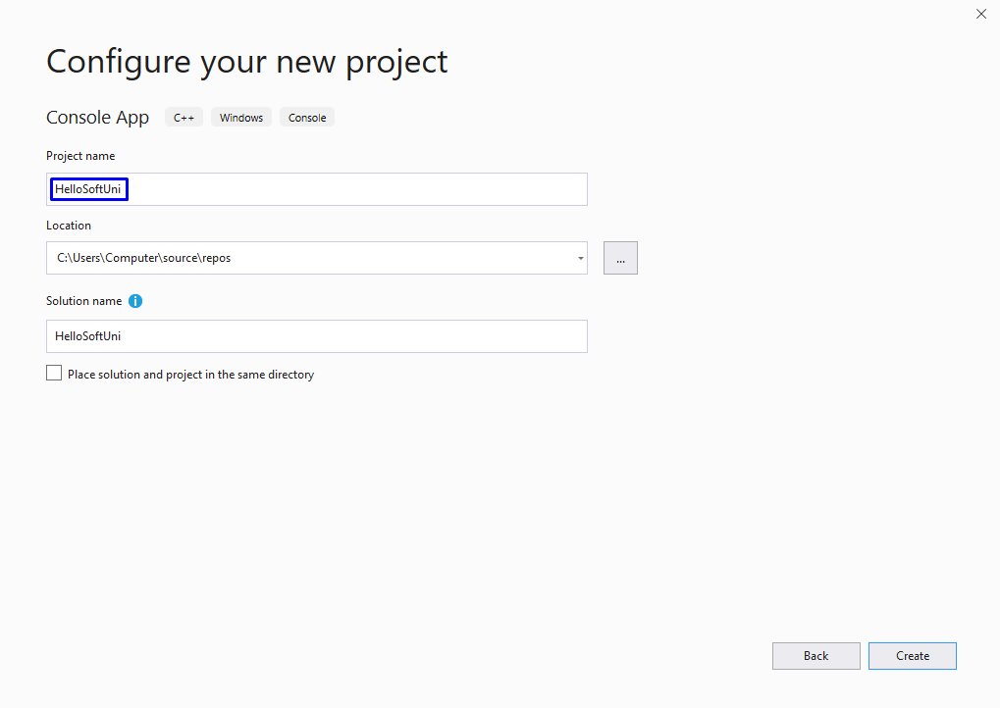 Configure your new project
Console App C++ Windows Console
Project name
HelloSoftUni
Location
C:\Users\Computer\source\repos
...
Solution name i
HelloSoftUni
Place solution and project in the same directory
Back Create